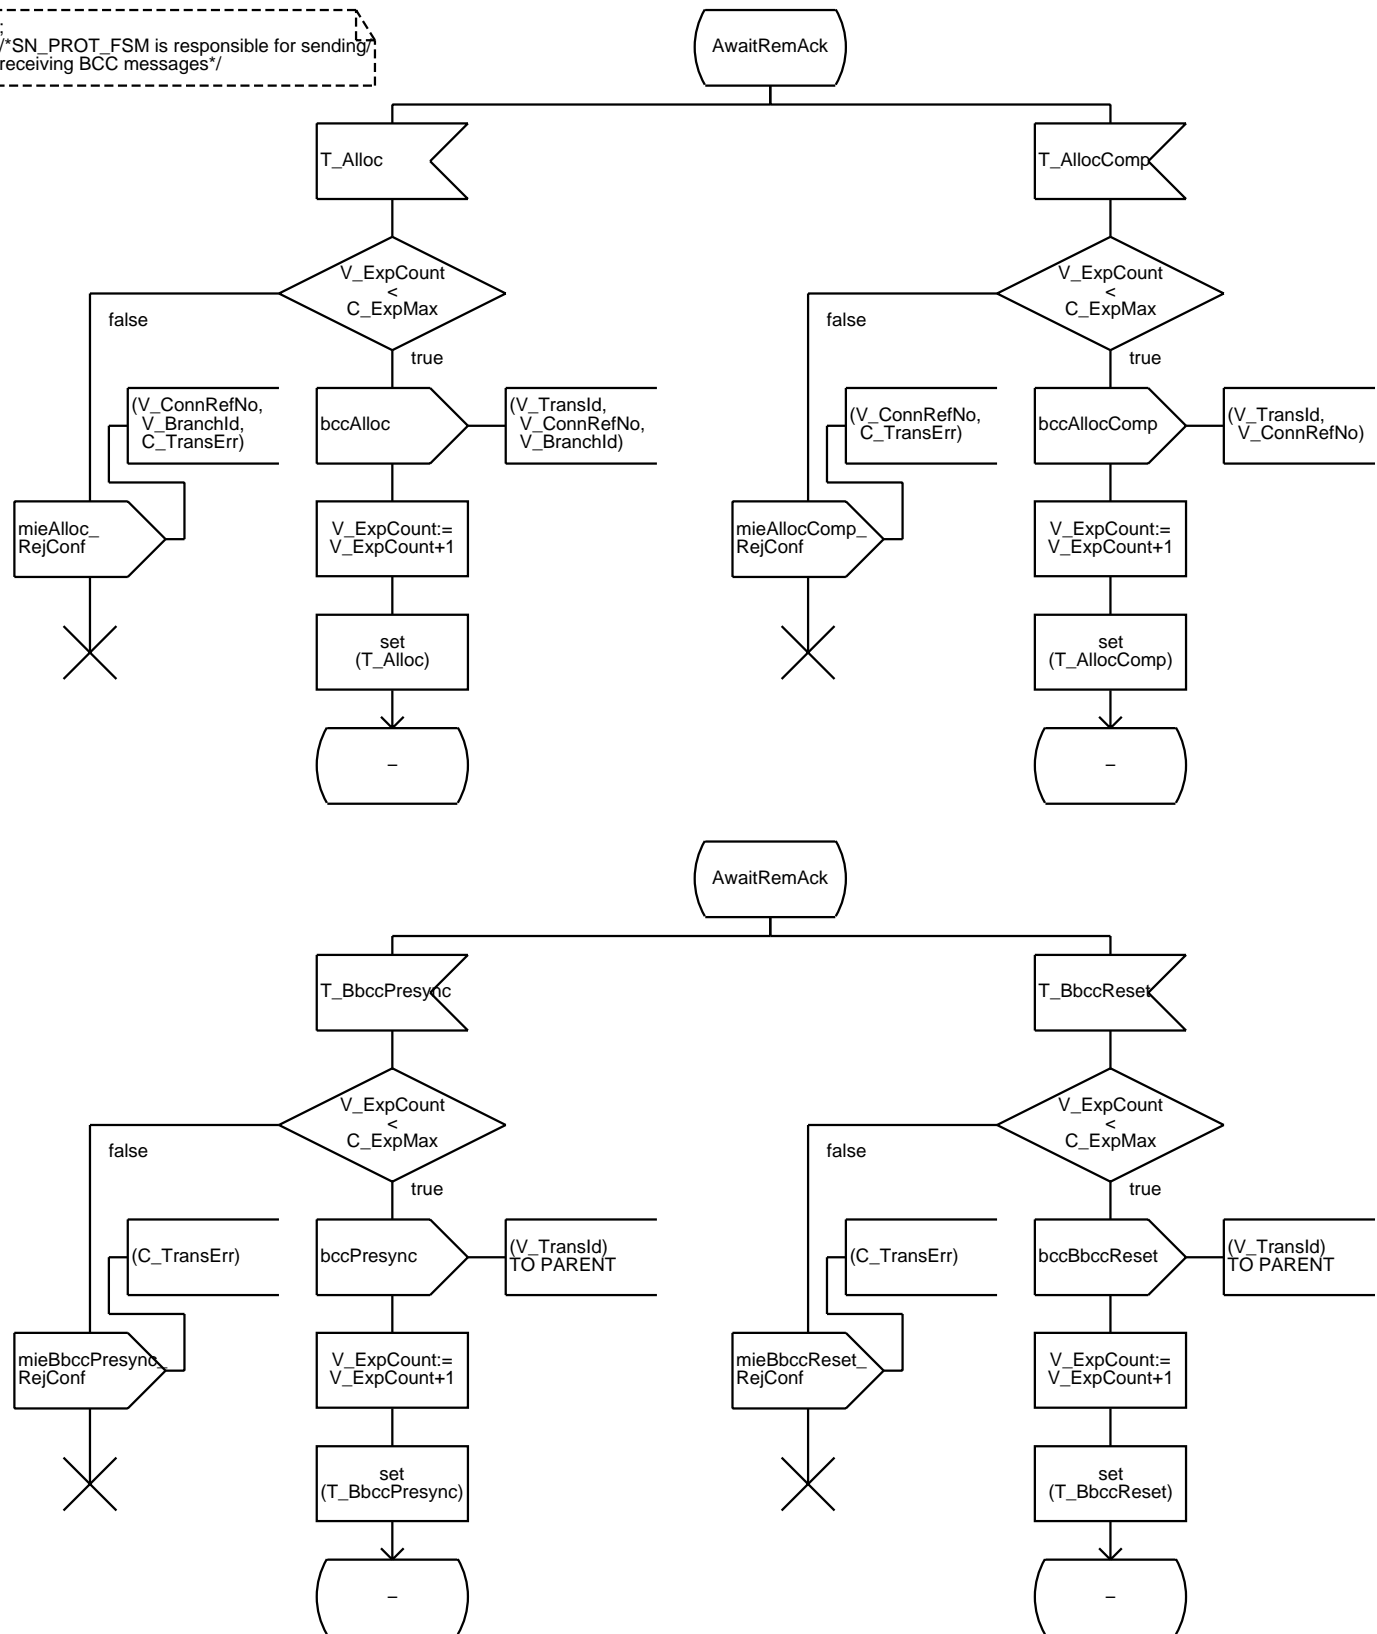 ;
/*SN_PROT_FSM is responsible for sending/
receiving BCC messages*/
AwaitRemAck
T_Alloc
T_AllocComp
V_ExpCount
<
C_ExpMax
V_ExpCount
<
C_ExpMax
false
true
false
true
(V_ConnRefNo,
V_BranchId,
C_TransErr)
bccAlloc
(V_TransId,
V_ConnRefNo,
V_BranchId)
(V_ConnRefNo,
C_TransErr)
bccAllocComp
(V_TransId,
V_ConnRefNo)
mieAlloc_
RejConf
V_ExpCount:=
V_ExpCount+1
mieAllocComp_
RejConf
V_ExpCount:=
V_ExpCount+1
set
(T_Alloc)
set
(T_AllocComp)
–
–
AwaitRemAck
T_BbccPresync
T_BbccReset
V_ExpCount
<
C_ExpMax
V_ExpCount
<
C_ExpMax
false
true
false
true
(C_TransErr)
bccPresync
(V_TransId)
TO PARENT
(C_TransErr)
bccBbccReset
(V_TransId)
TO PARENT
mieBbccPresync_
RejConf
V_ExpCount:=
V_ExpCount+1
mieBbccReset_
RejConf
V_ExpCount:=
V_ExpCount+1
set
(T_BbccPresync)
set
(T_BbccReset)
–
–